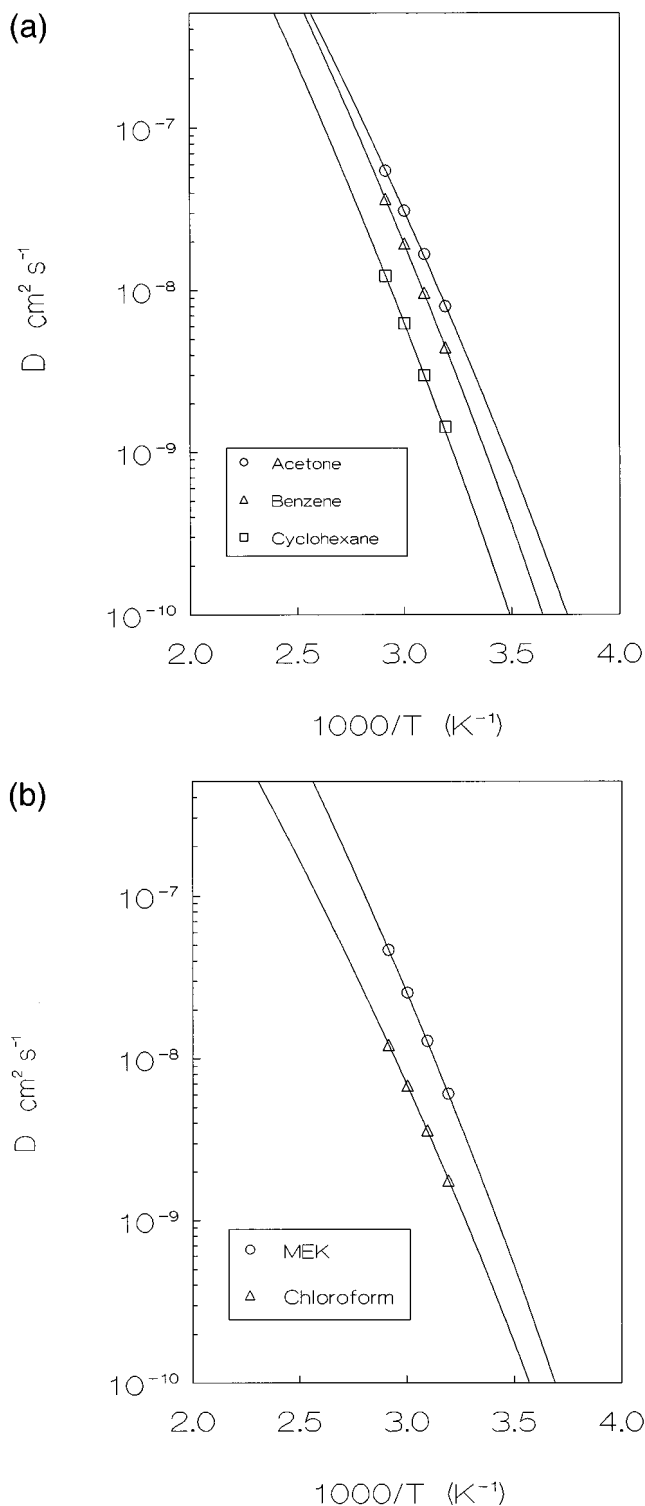 (a)
10⁻⁷
10⁻⁸
10⁻⁹
10⁻¹⁰
D cm² s⁻¹
Acetone
Benzene
Cyclohexane
2.0 2.5 3.0 3.5 4.0
1000/T (K⁻¹)
(b)
10⁻⁷
10⁻⁸
10⁻⁹
10⁻¹⁰
D cm² s⁻¹
MEK
Chloroform
2.0 2.5 3.0 3.5 4.0
1000/T (K⁻¹)